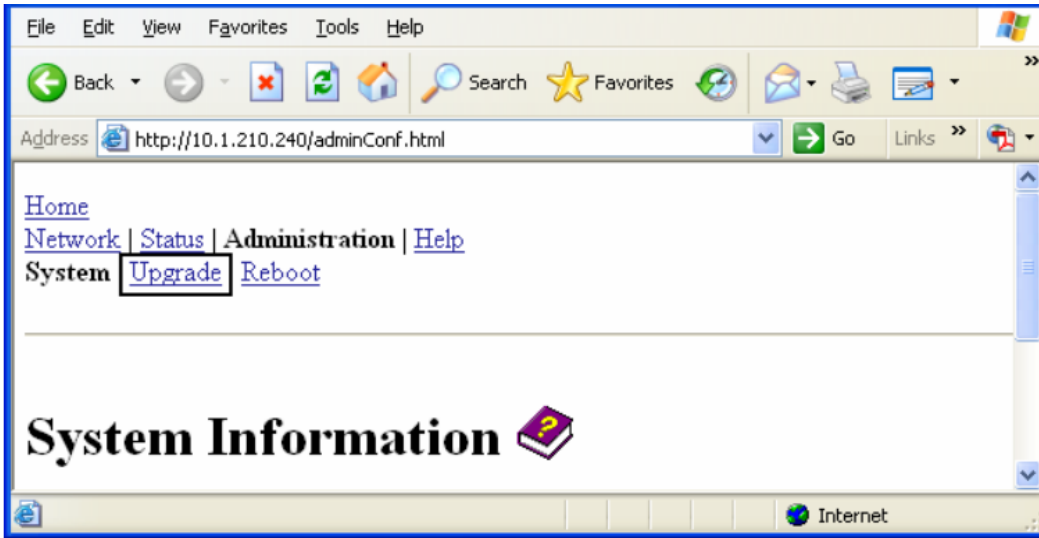 File Edit View Favorites Tools Help
Back Search Favorites »
Address http://10.1.210.240/adminConf.html Go Links »
Home
Network | Status | Administration | Help
System Upgrade Reboot
System Information ?
Internet